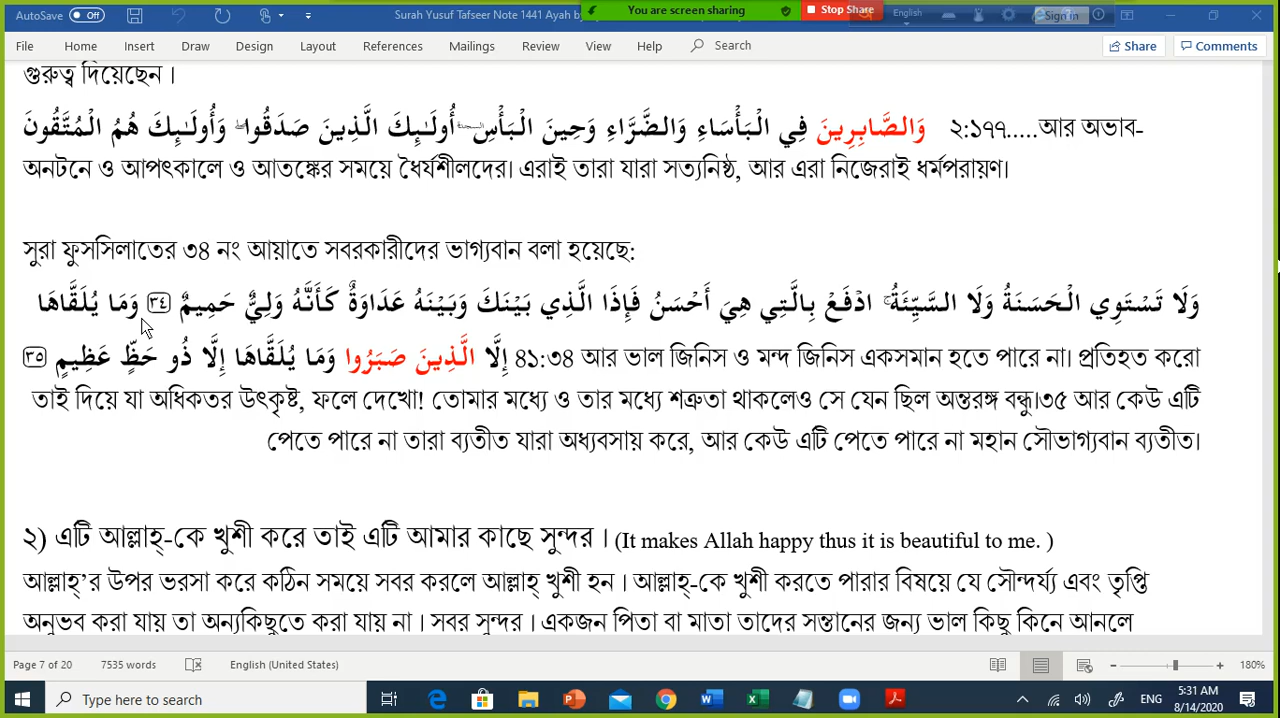 AutoSave Off
Surah Yusuf Tafseer Note 1441 Ayah by
You are screen sharing
Stop Share
English
Sign in
File Home Insert Draw Design Layout References Mailings Review View Help Search
Share Comments
গুরুত্ব দিয়েছেন।
وَالصَّابِرِينَ فِي الْبَأْسَاءِ وَالضَّرَّاءِ وَحِينَ الْبَأْسِ ۗ أُولَـٰئِكَ الَّذِينَ صَدَقُوا ۖ وَأُولَـٰئِكَ هُمُ الْمُتَّقُونَ ২:১৭৭.....আর অভাব-
অনটনে ও আপৎকালে ও আতঙ্কের সময়ে ধৈর্যশীলদের। এরাই তারা যারা সত্যনিষ্ঠ, আর এরা নিজেরাই ধর্মপরায়ণ।
সুরা ফুসসিলাতের ৩৪ নং আয়াতে সবরকারীদের ভাগ্যবান বলা হয়েছে:
وَلَا تَسْتَوِي الْحَسَنَةُ وَلَا السَّيِّئَةُ ۚ ادْفَعْ بِالَّتِي هِيَ أَحْسَنُ فَإِذَا الَّذِي بَيْنَكَ وَبَيْنَهُ عَدَاوَةٌ كَأَنَّهُ وَلِيٌّ حَمِيمٌ ﴿٣٤﴾ وَمَا يُلَقَّاهَا
إِلَّا الَّذِينَ صَبَرُوا وَمَا يُلَقَّاهَا إِلَّا ذُو حَظٍّ عَظِيمٍ ﴿٣٥﴾ ৪১:৩৪ আর ভাল জিনিস ও মন্দ জিনিস একসমান হতে পারে না। প্রতিহত করো
তাই দিয়ে যা অধিকতর উৎকৃষ্ট, ফলে দেখো! তোমার মধ্যে ও তার মধ্যে শত্রুতা থাকলেও সে যেন ছিল অন্তরঙ্গ বন্ধু।৩৫ আর কেউ এটি
পেতে পারে না তারা ব্যতীত যারা অধ্যবসায় করে, আর কেউ এটি পেতে পারে না মহান সৌভাগ্যবান ব্যতীত।
২) এটি আল্লাহ্-কে খুশী করে তাই এটি আমার কাছে সুন্দর। (It makes Allah happy thus it is beautiful to me. )
আল্লাহ্'র উপর ভরসা করে কঠিন সময়ে সবর করলে আল্লাহ্ খুশী হন। আল্লাহ্-কে খুশী করতে পারার বিষয়ে যে সৌন্দর্য্য এবং তৃপ্তি
অনুভব করা যায় তা অন্যকিছুতে করা যায় না। সবর সুন্দর। একজন পিতা বা মাতা তাদের সন্তানের জন্য ভাল কিছু কিনে আনলে
Page 7 of 20 7535 words English (United States) 180%
Type here to search
ENG
5:31 AM
8/14/2020